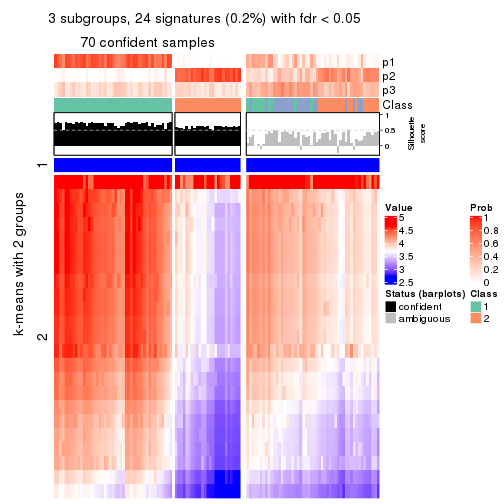 3 subgroups, 24 signatures (0.2%) with fdr < 0.05
70 confident samples
p1
p2
p3
Class
1
0.5
0
Silhouette
score
k-means with 2 groups
1
2
Value
5
4.5
4
3.5
3
2.5
Prob
1
0.8
0.6
0.4
0.2
0
Status (barplots)
confident
ambiguous
Class
1
2